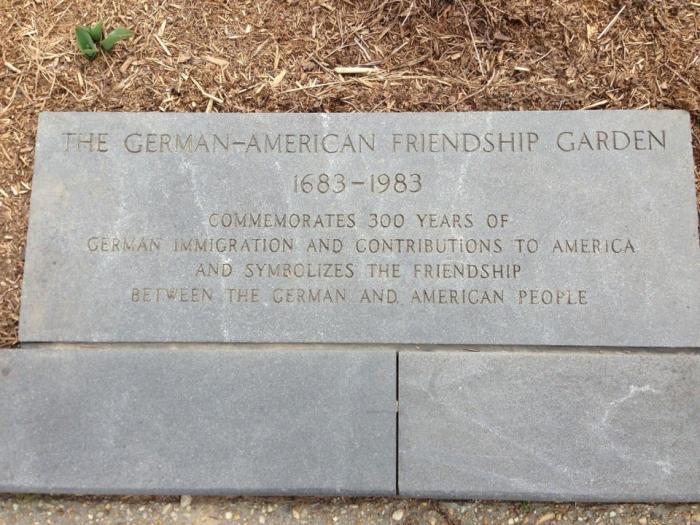 THE GERMAN-AMERICAN FRIENDSHIP GARDEN
1683-1983
COMMEMORATES 300 YEARS OF
GERMAN IMMIGRATION AND CONTRIBUTIONS TO AMERICA
AND SYMBOLIZES THE FRIENDSHIP
BETWEEN THE GERMAN AND AMERICAN PEOPLE